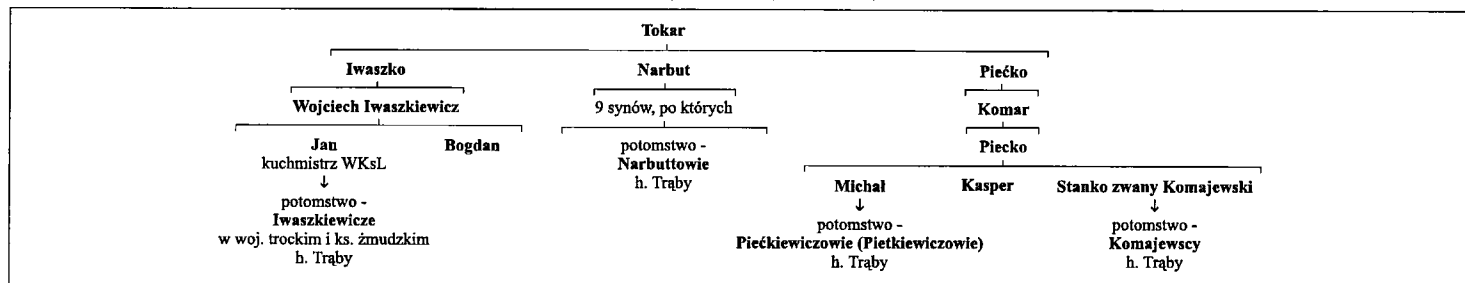 Tokar
Iwaszko Narbut Piećko
Wojciech Iwaszkiewicz 9 synów, po których Komar
Jan Bogdan potomstwo - Piecko
kuchmistrz WKsL Narbuttowie
h. Trąby
Michał Kasper Stanko zwany Komajewski
↓ ↓ ↓
potomstwo - potomstwo - potomstwo -
Iwaszkiewicze Piećkiewiczowie (Pietkiewiczowie) Komajewscy
w woj. trockim i ks. żmudzkim h. Trąby h. Trąby
h. Trąby